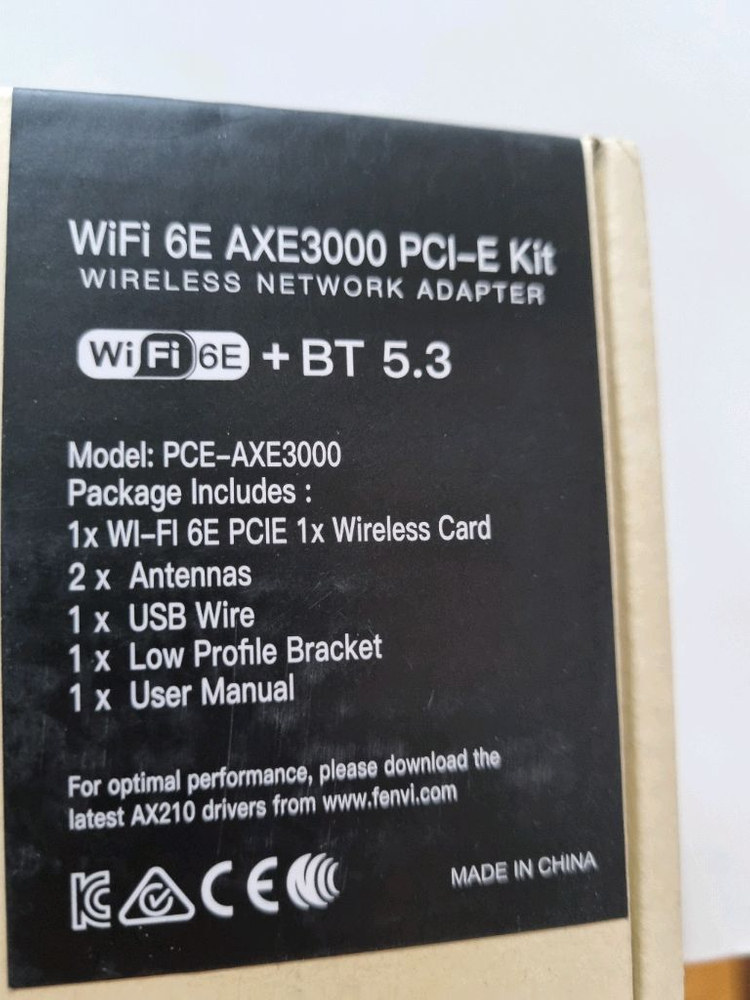 WiFi 6E AXE3000 PCI-E Kit
WIRELESS NETWORK ADAPTER
WiFi 6E + BT 5.3
Model: PCE-AXE3000
Package Includes :
1x WI-FI 6E PCIE 1x Wireless Card
2 x Antennas
1 x USB Wire
1 x Low Profile Bracket
1 x User Manual
For optimal performance, please download the
latest AX210 drivers from www.fenvi.com
MADE IN CHINA